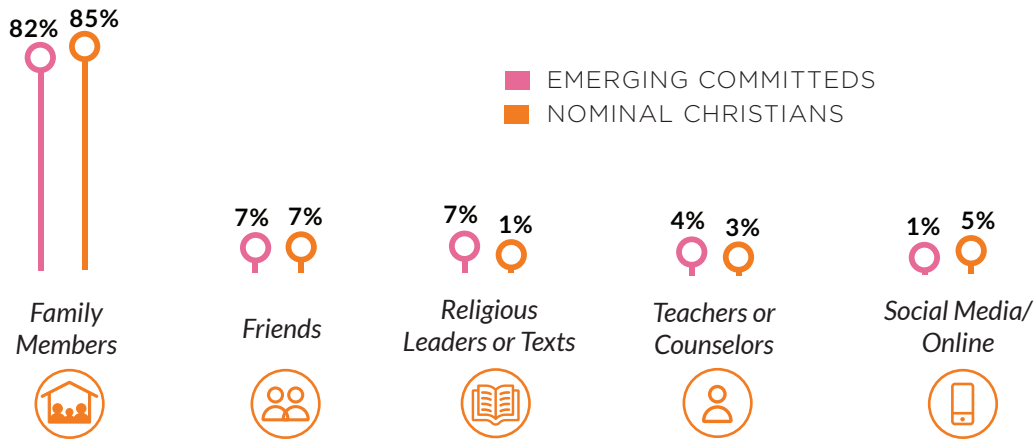 82% 85%
EMERGING COMMITTEDS
NOMINAL CHRISTIANS
7% 7%
7% 1%
4% 3%
1% 5%
Family
Members
Friends
Religious
Leaders or Texts
Teachers or
Counselors
Social Media/
Online